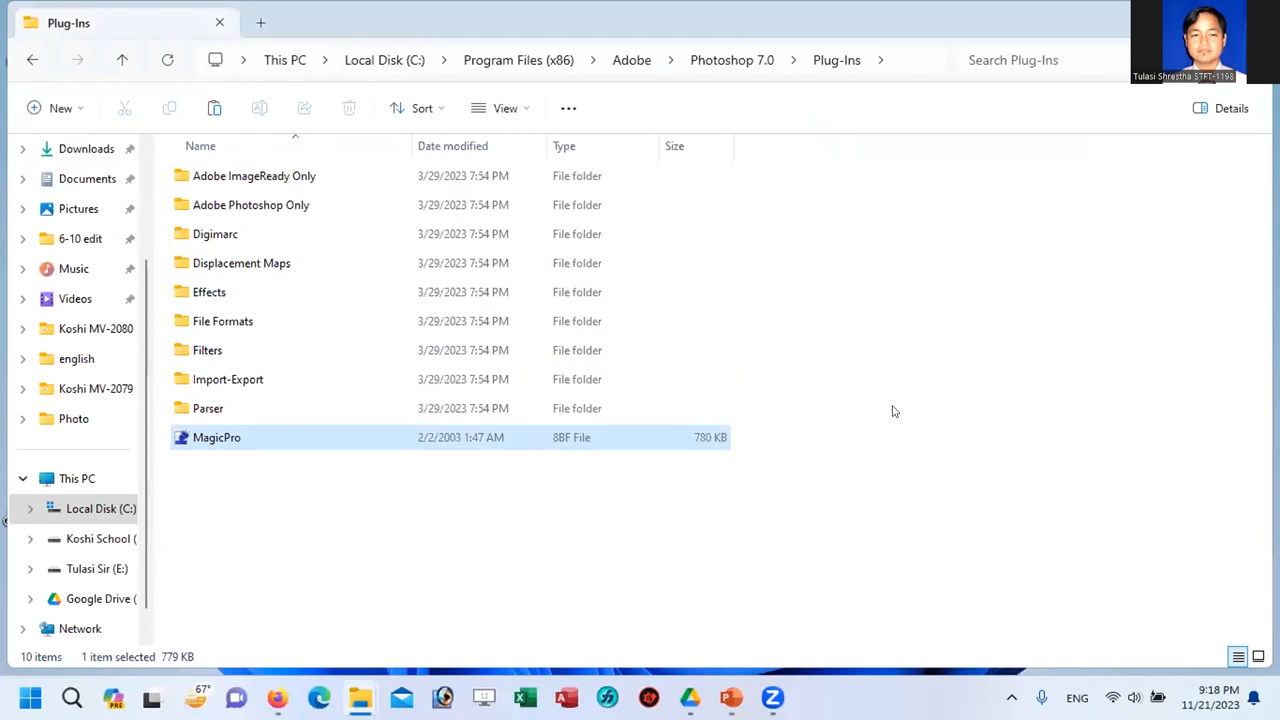 Plug-Ins
Tulasi Shrestha STFT-1198
This PC > Local Disk (C:) > Program Files (x86) > Adobe > Photoshop 7.0 > Plug-Ins >
Search Plug-Ins
New
Sort
View
Details
Name Date modified Type Size
Downloads
Documents
Pictures
6-10 edit
Music
Videos
Koshi MV-2080
english
Koshi MV-2079
Photo
This PC
Local Disk (C:)
Koshi School (
Tulasi Sir (E:)
Google Drive (
Network
Adobe ImageReady Only 3/29/2023 7:54 PM File folder
Adobe Photoshop Only 3/29/2023 7:54 PM File folder
Digimarc 3/29/2023 7:54 PM File folder
Displacement Maps 3/29/2023 7:54 PM File folder
Effects 3/29/2023 7:54 PM File folder
File Formats 3/29/2023 7:54 PM File folder
Filters 3/29/2023 7:54 PM File folder
Import-Export 3/29/2023 7:54 PM File folder
Parser 3/29/2023 7:54 PM File folder
MagicPro 2/2/2003 1:47 AM 8BF File 780 KB
10 items 1 item selected 779 KB
PRE
67°
ENG
9:18 PM
11/21/2023